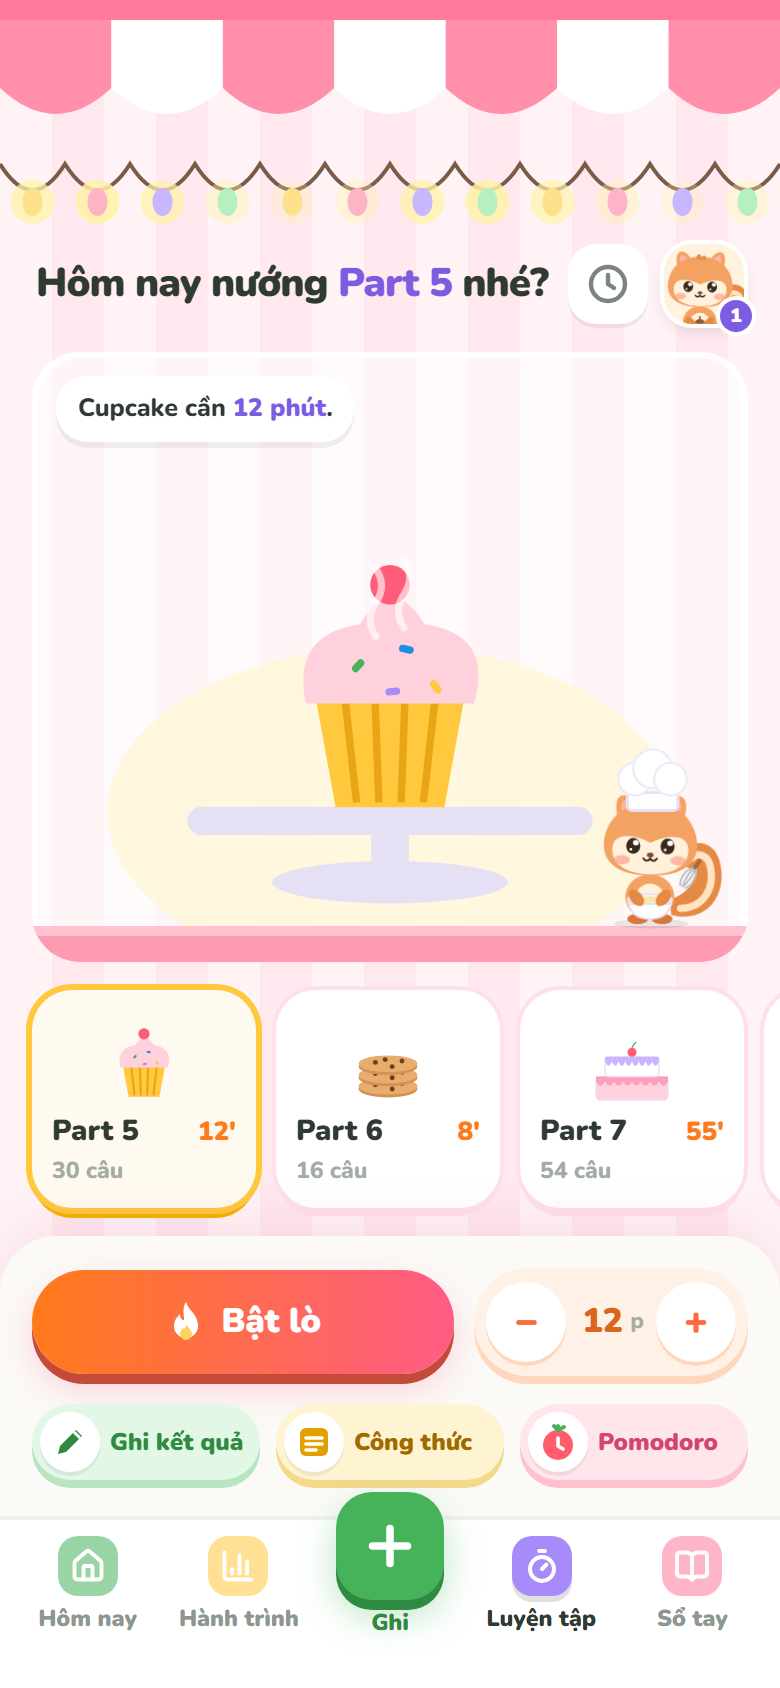 Hôm nay nướng Part 5 nhé?
1
Cupcake cần 12 phút.
Part 5 12'
30 câu
Part 6 8'
16 câu
Part 7 55'
54 câu
Bật lò
− 12 p +
Ghi kết quả
Công thức
Pomodoro
Hôm nay
Hành trình
Ghi
Luyện tập
Sổ tay